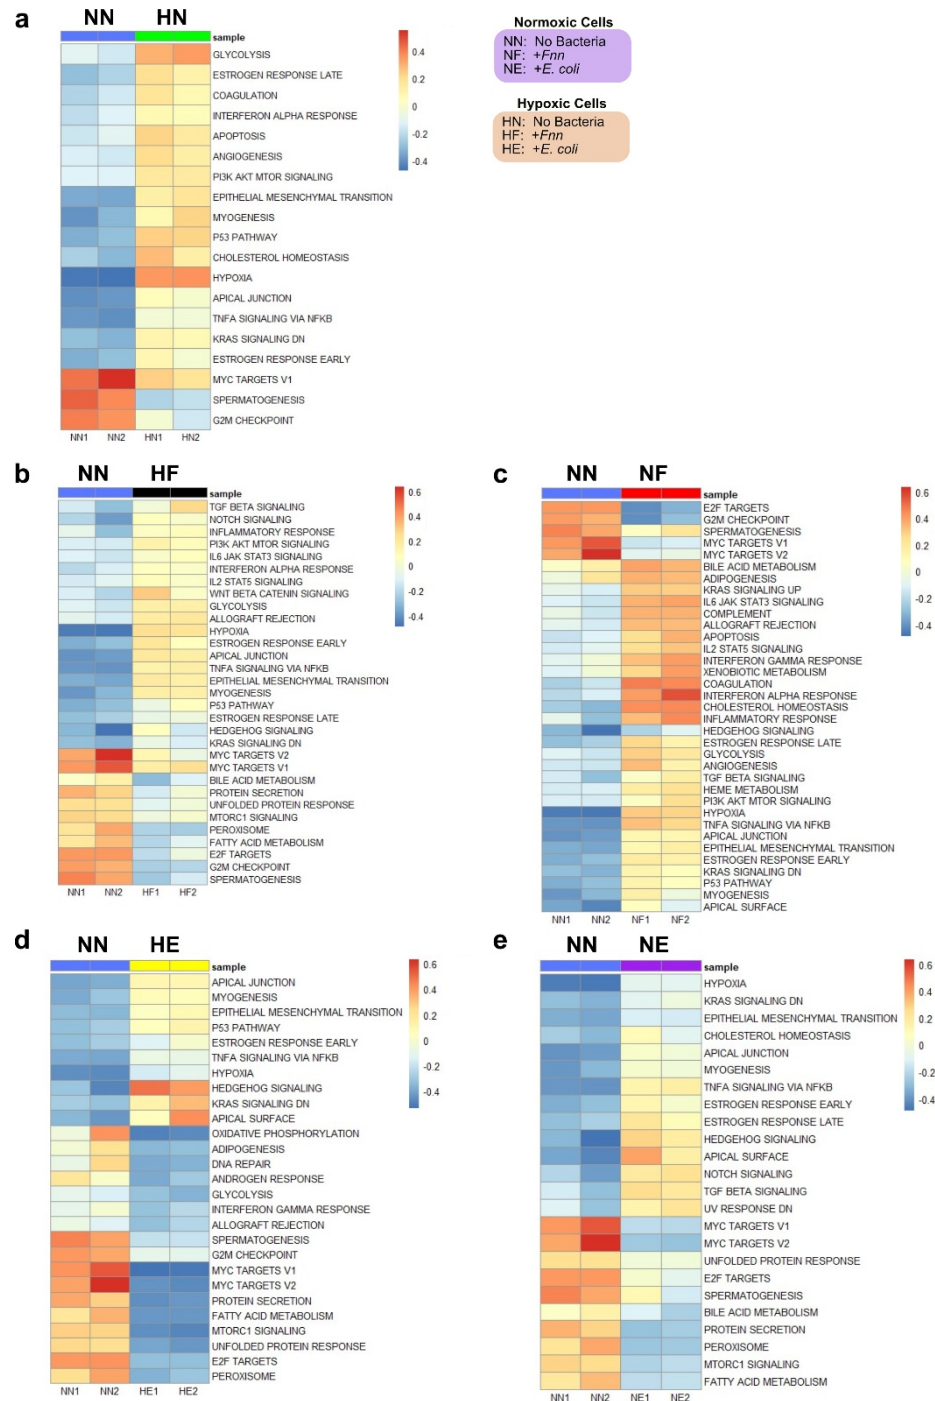 a
NN HN
sample
GLYCOLYSIS
ESTROGEN RESPONSE LATE
COAGULATION
INTERFERON ALPHA RESPONSE
APOPTOSIS
ANGIOGENESIS
PI3K AKT MTOR SIGNALING
EPITHELIAL MESENCHYMAL TRANSITION
MYOGENESIS
P53 PATHWAY
CHOLESTEROL HOMEOSTASIS
HYPOXIA
APICAL JUNCTION
TNFA SIGNALING VIA NFKB
KRAS SIGNALING DN
ESTROGEN RESPONSE EARLY
MYC TARGETS V1
SPERMATOGENESIS
G2M CHECKPOINT
NN1 NN2 HN1 HN2
0.4
0.2
0
-0.2
-0.4
Normoxic Cells
NN: No Bacteria
NF: +Fnn
NE: +E. coli
Hypoxic Cells
HN: No Bacteria
HF: +Fnn
HE: +E. coli
b
NN HF
sample
TGF BETA SIGNALING
NOTCH SIGNALING
INFLAMMATORY RESPONSE
PI3K AKT MTOR SIGNALING
IL6 JAK STAT3 SIGNALING
INTERFERON ALPHA RESPONSE
IL2 STAT5 SIGNALING
WNT BETA CATENIN SIGNALING
GLYCOLYSIS
ALLOGRAFT REJECTION
HYPOXIA
ESTROGEN RESPONSE EARLY
APICAL JUNCTION
TNFA SIGNALING VIA NFKB
EPITHELIAL MESENCHYMAL TRANSITION
MYOGENESIS
P53 PATHWAY
ESTROGEN RESPONSE LATE
HEDGEHOG SIGNALING
KRAS SIGNALING DN
MYC TARGETS V2
MYC TARGETS V1
BILE ACID METABOLISM
PROTEIN SECRETION
UNFOLDED PROTEIN RESPONSE
MTORC1 SIGNALING
PEROXISOME
FATTY ACID METABOLISM
E2F TARGETS
G2M CHECKPOINT
SPERMATOGENESIS
NN1 NN2 HF1 HF2
0.6
0.4
0.2
0
-0.2
-0.4
c
NN NF
sample
E2F TARGETS
G2M CHECKPOINT
SPERMATOGENESIS
MYC TARGETS V1
MYC TARGETS V2
BILE ACID METABOLISM
ADIPOGENESIS
KRAS SIGNALING UP
IL6 JAK STAT3 SIGNALING
COMPLEMENT
ALLOGRAFT REJECTION
APOPTOSIS
IL2 STAT5 SIGNALING
INTERFERON GAMMA RESPONSE
XENOBIOTIC METABOLISM
COAGULATION
INTERFERON ALPHA RESPONSE
CHOLESTEROL HOMEOSTASIS
INFLAMMATORY RESPONSE
HEDGEHOG SIGNALING
ESTROGEN RESPONSE LATE
GLYCOLYSIS
ANGIOGENESIS
TGF BETA SIGNALING
HEME METABOLISM
PI3K AKT MTOR SIGNALING
HYPOXIA
TNFA SIGNALING VIA NFKB
APICAL JUNCTION
EPITHELIAL MESENCHYMAL TRANSITION
ESTROGEN RESPONSE EARLY
KRAS SIGNALING DN
P53 PATHWAY
MYOGENESIS
APICAL SURFACE
NN1 NN2 NF1 NF2
0.6
0.4
0.2
0
-0.2
-0.4
d
NN HE
sample
APICAL JUNCTION
MYOGENESIS
EPITHELIAL MESENCHYMAL TRANSITION
P53 PATHWAY
ESTROGEN RESPONSE EARLY
TNFA SIGNALING VIA NFKB
HYPOXIA
HEDGEHOG SIGNALING
KRAS SIGNALING DN
APICAL SURFACE
OXIDATIVE PHOSPHORYLATION
ADIPOGENESIS
DNA REPAIR
ANDROGEN RESPONSE
GLYCOLYSIS
INTERFERON GAMMA RESPONSE
ALLOGRAFT REJECTION
SPERMATOGENESIS
G2M CHECKPOINT
MYC TARGETS V1
MYC TARGETS V2
PROTEIN SECRETION
FATTY ACID METABOLISM
MTORC1 SIGNALING
UNFOLDED PROTEIN RESPONSE
E2F TARGETS
PEROXISOME
NN1 NN2 HE1 HE2
0.6
0.4
0.2
0
-0.2
-0.4
e
NN NE
sample
HYPOXIA
KRAS SIGNALING DN
EPITHELIAL MESENCHYMAL TRANSITION
CHOLESTEROL HOMEOSTASIS
APICAL JUNCTION
MYOGENESIS
TNFA SIGNALING VIA NFKB
ESTROGEN RESPONSE EARLY
ESTROGEN RESPONSE LATE
HEDGEHOG SIGNALING
APICAL SURFACE
NOTCH SIGNALING
TGF BETA SIGNALING
UV RESPONSE DN
MYC TARGETS V1
MYC TARGETS V2
UNFOLDED PROTEIN RESPONSE
E2F TARGETS
SPERMATOGENESIS
BILE ACID METABOLISM
PROTEIN SECRETION
PEROXISOME
MTORC1 SIGNALING
FATTY ACID METABOLISM
NN1 NN2 NE1 NE2
0.6
0.4
0.2
0
-0.2
-0.4